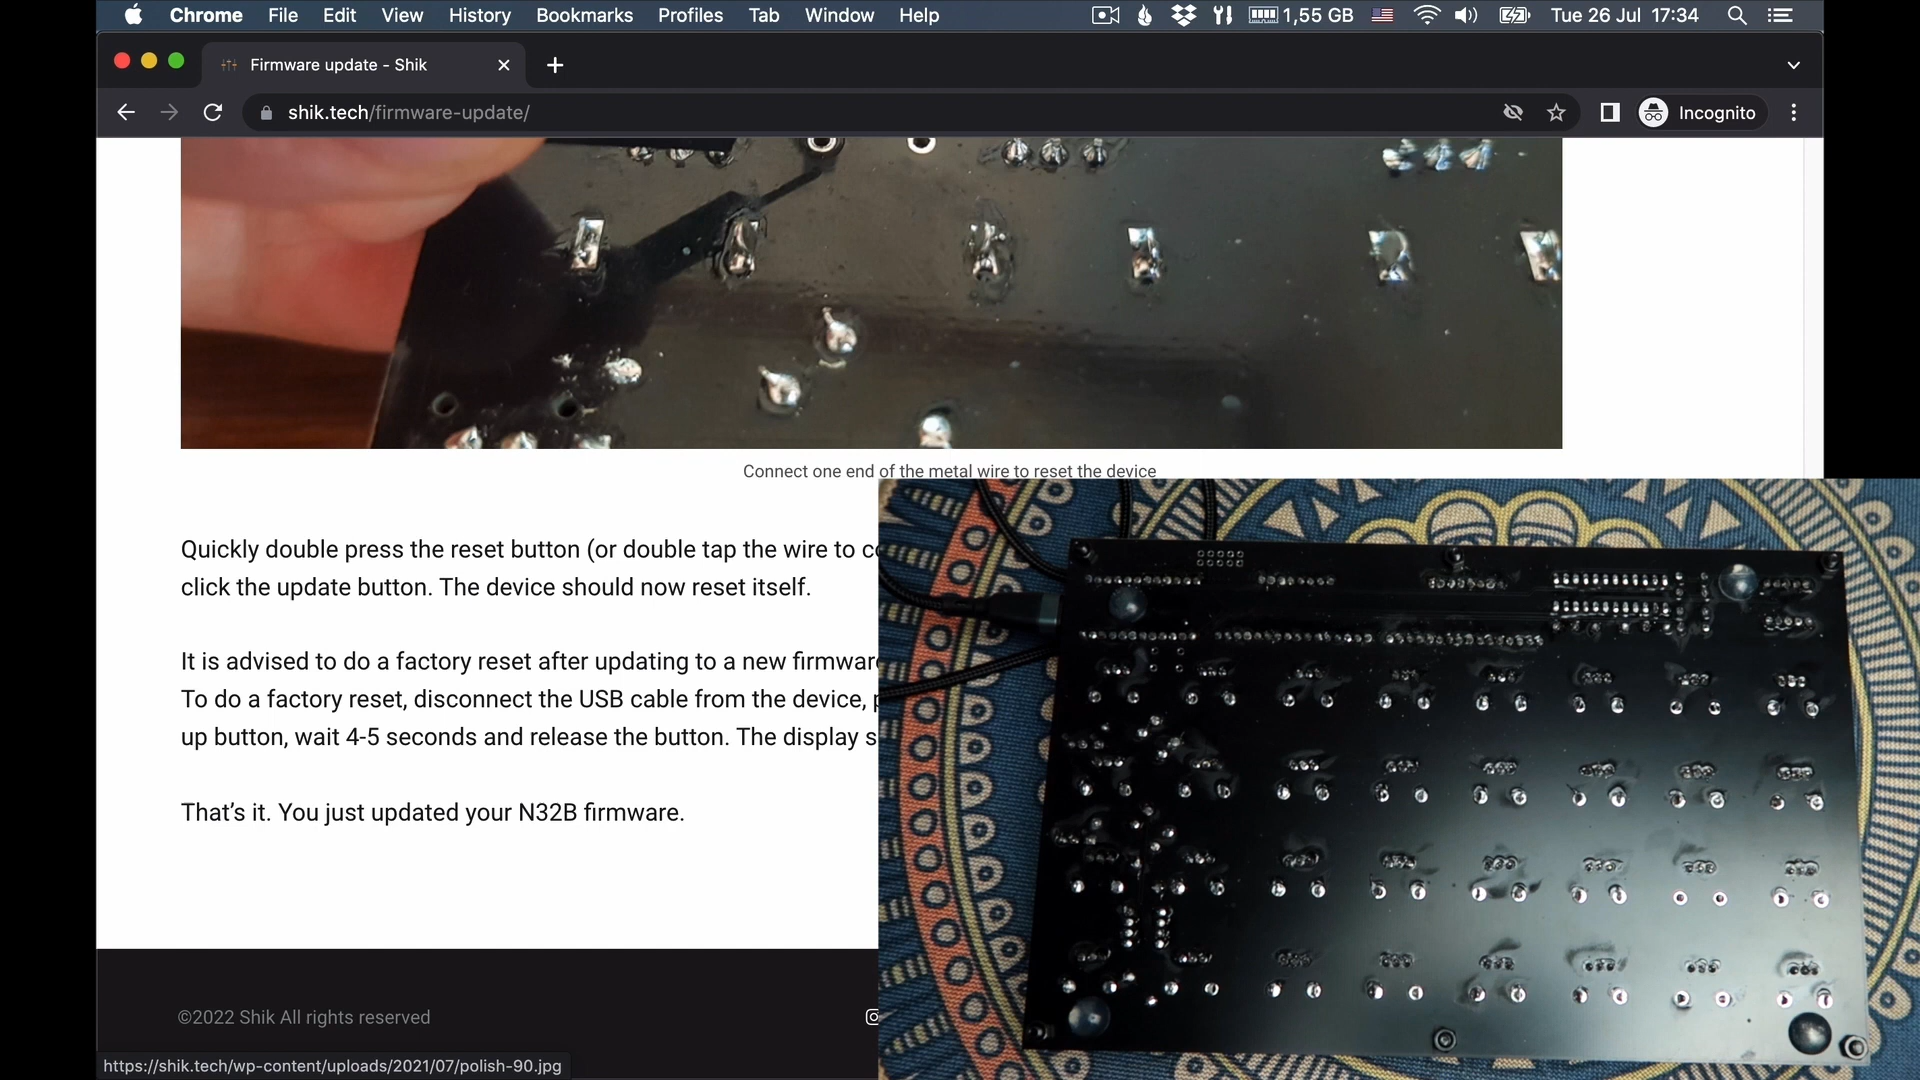 Chrome File Edit View History Bookmarks Profiles Tab Window Help 1,55 GB Tue 26 Jul 17:34
Firmware update - Shik
shik.tech/firmware-update/ Incognito
Connect one end of the metal wire to reset the device
Quickly double press the reset button (or double tap the wire to
click the update button. The device should now reset itself.
It is advised to do a factory reset after updating to a new
To do a factory reset, disconnect the USB cable from the device,
up button, wait 4-5 seconds and release the button. The display
That’s it. You just updated your N32B firmware.
©2022 Shik All rights reserved
https://shik.tech/wp-content/uploads/2021/07/polish-90.jpg